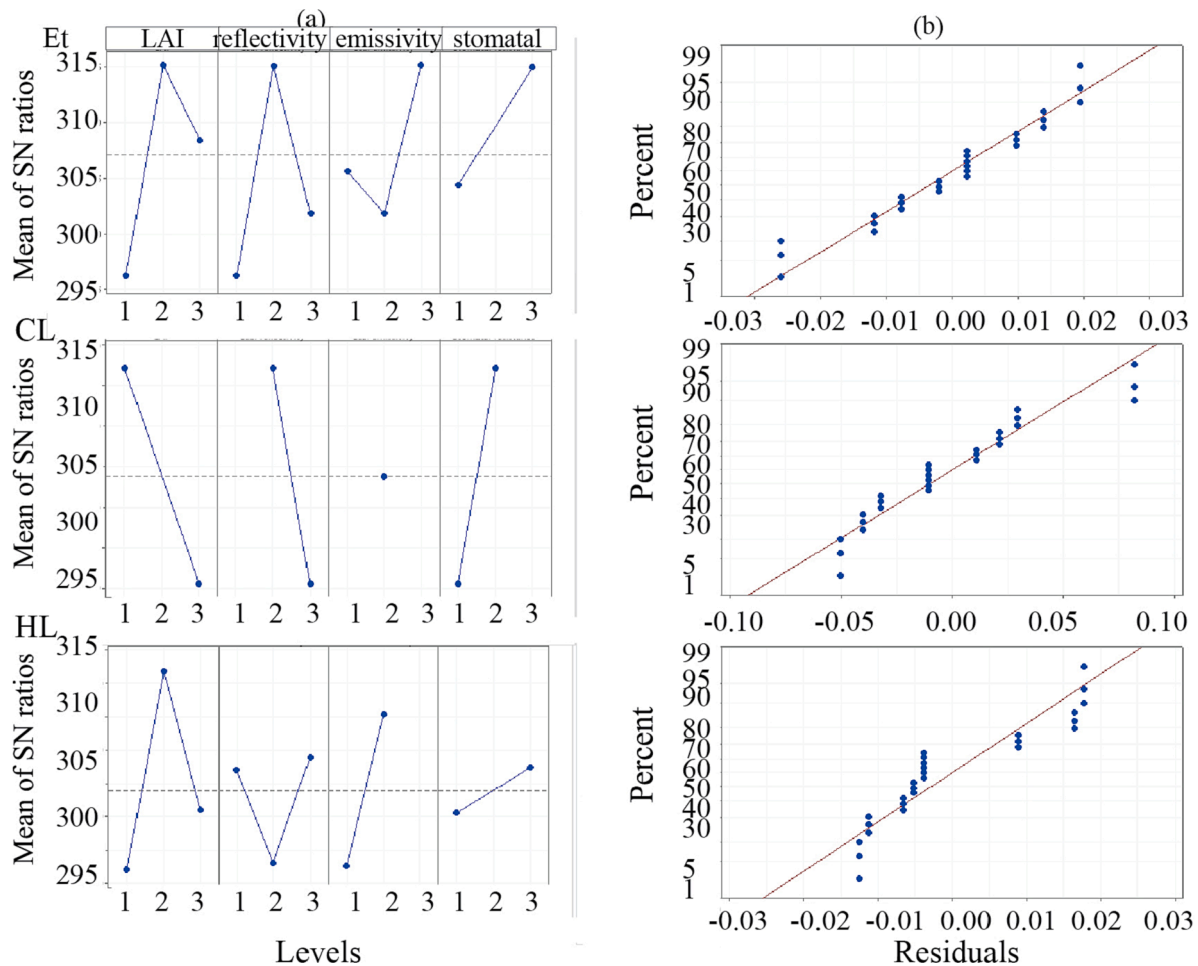 (a)
Et LAI reflectivity emissivity stomatal
Mean of SN ratios
315
310
305
300
295
1 2 3 1 2 3 1 2 3 1 2 3
CL
Mean of SN ratios
315
310
305
300
295
1 2 3 1 2 3 1 2 3 1 2 3
HL
Mean of SN ratios
315
310
305
300
295
1 2 3 1 2 3 1 2 3 1 2 3
Levels
(b)
Percent
99
95
90
80
70
60
50
40
30
5
1
-0.03 -0.02 -0.01 0.00 0.01 0.02 0.03
Percent
99
95
90
80
70
60
50
40
30
5
1
-0.10 -0.05 0.00 0.05 0.10
Percent
99
95
90
80
70
60
50
40
30
5
1
-0.03 -0.02 -0.01 0.00 0.01 0.02 0.03
Residuals